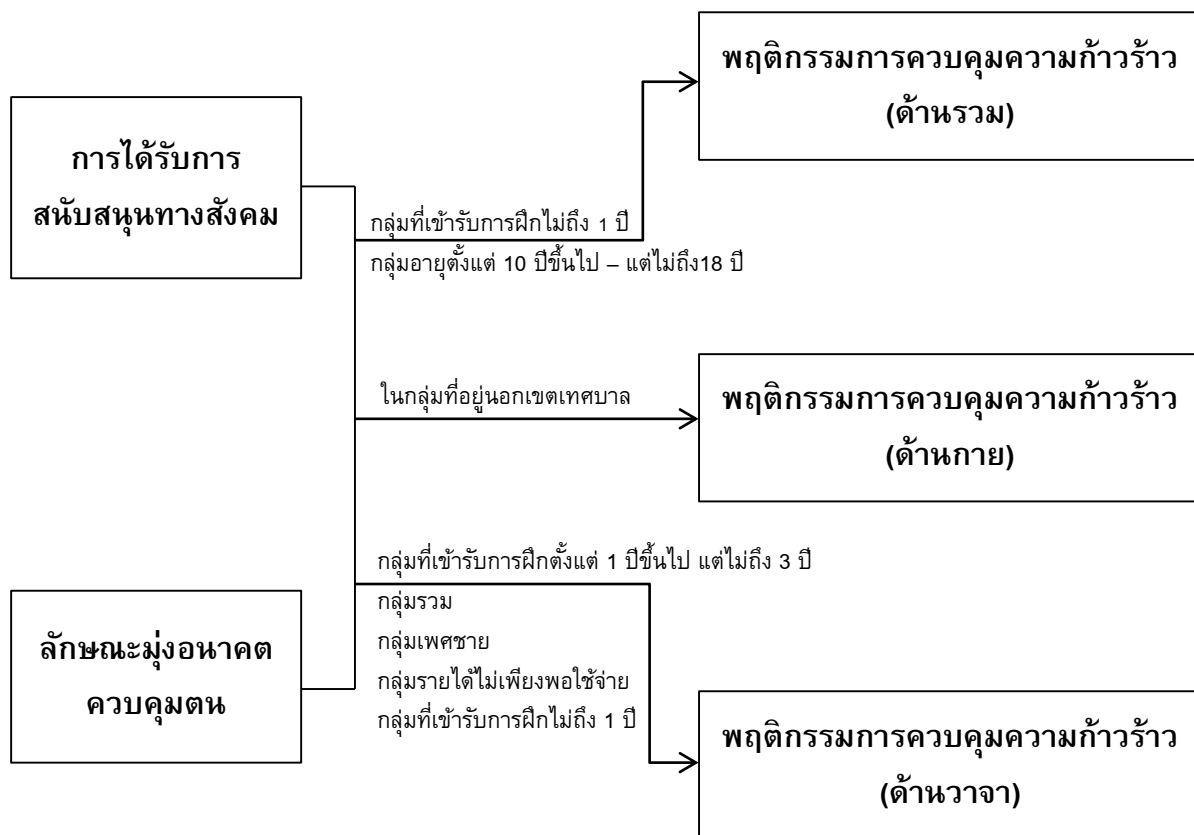 พฤติกรรมการควบคุมความก้าวร้าว
(ด้านรวม)
การได้รับการ
สนับสนุนทางสังคม
กลุ่มที่เข้ารับการฝึกไม่ถึง 1 ปี
กลุ่มอายุตั้งแต่ 10 ปีขึ้นไป – แต่ไม่ถึง18 ปี
ในกลุ่มที่อยู่นอกเขตเทศบาล
พฤติกรรมการควบคุมความก้าวร้าว
(ด้านกาย)
กลุ่มที่เข้ารับการฝึกตั้งแต่ 1 ปีขึ้นไป แต่ไม่ถึง 3 ปี
กลุ่มรวม
กลุ่มเพศชาย
กลุ่มรายได้ไม่เพียงพอใช้จ่าย
กลุ่มที่เข้ารับการฝึกไม่ถึง 1 ปี
ลักษณะมุ่งอนาคต
ควบคุมตน
พฤติกรรมการควบคุมความก้าวร้าว
(ด้านวาจา)